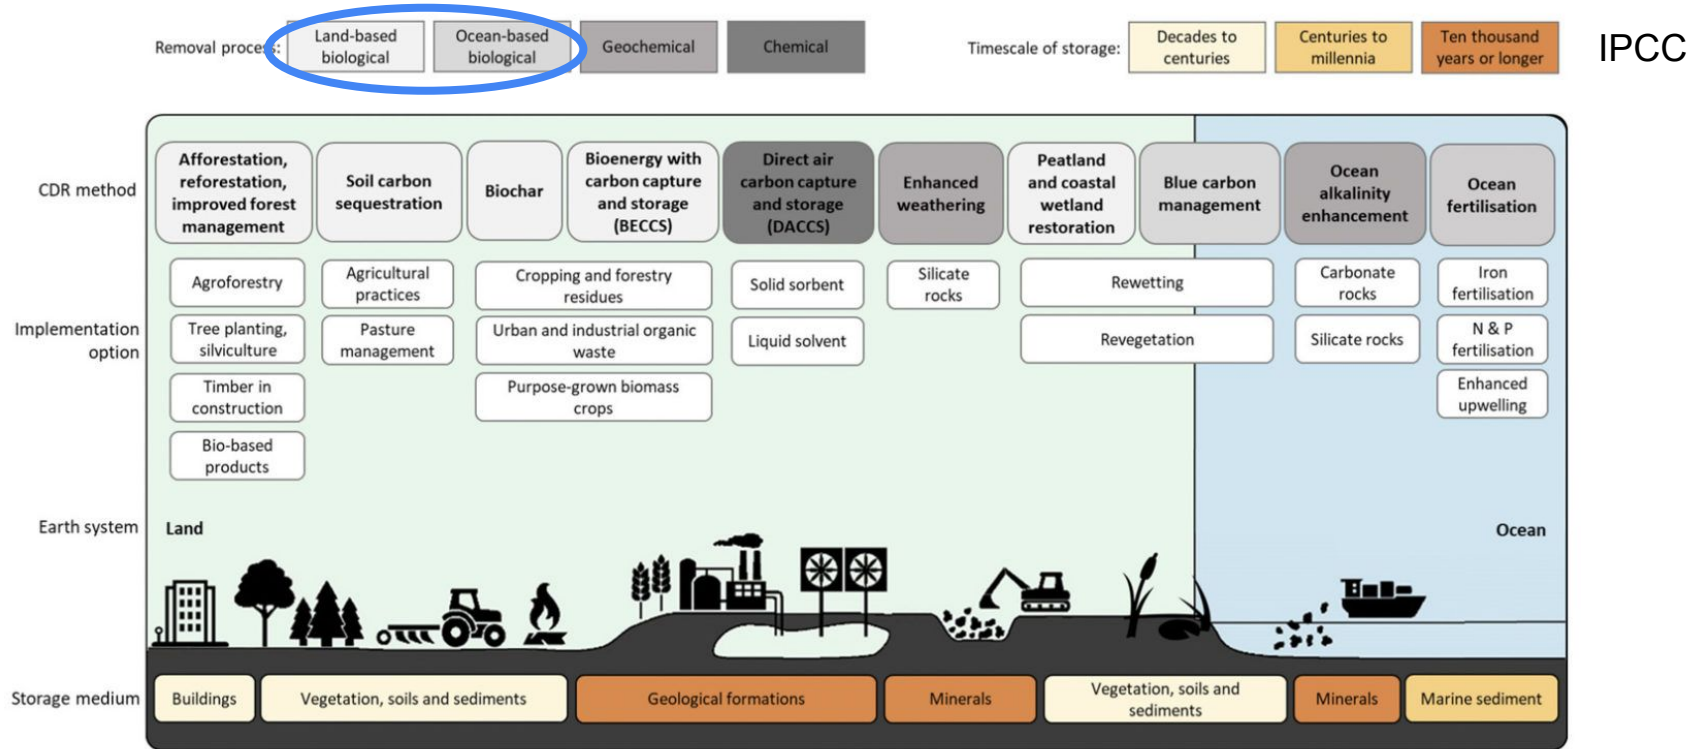 Removal process:
Land-based
biological
Ocean-based
biological
Geochemical
Chemical
Timescale of storage:
Decades to
centuries
Centuries to
millennia
Ten thousand
years or longer
IPCC
CDR method
Afforestation,
reforestation,
improved forest
management
Soil carbon
sequestration
Biochar
Bioenergy with
carbon capture
and storage
(BECCS)
Direct air
carbon capture
and storage
(DACCS)
Enhanced
weathering
Peatland
and coastal
wetland
restoration
Blue carbon
management
Ocean
alkalinity
enhancement
Ocean
fertilisation
Implementation
option
Agroforestry
Tree planting,
silviculture
Timber in
construction
Bio-based
products
Agricultural
practices
Pasture
management
Cropping and forestry
residues
Urban and industrial organic
waste
Purpose-grown biomass
crops
Solid sorbent
Liquid solvent
Silicate
rocks
Rewetting
Revegetation
Carbonate
rocks
Silicate rocks
Iron
fertilisation
N & P
fertilisation
Enhanced
upwelling
Earth system
Land
Ocean
Storage medium
Buildings
Vegetation, soils and sediments
Geological formations
Minerals
Vegetation, soils and
sediments
Minerals
Marine sediment